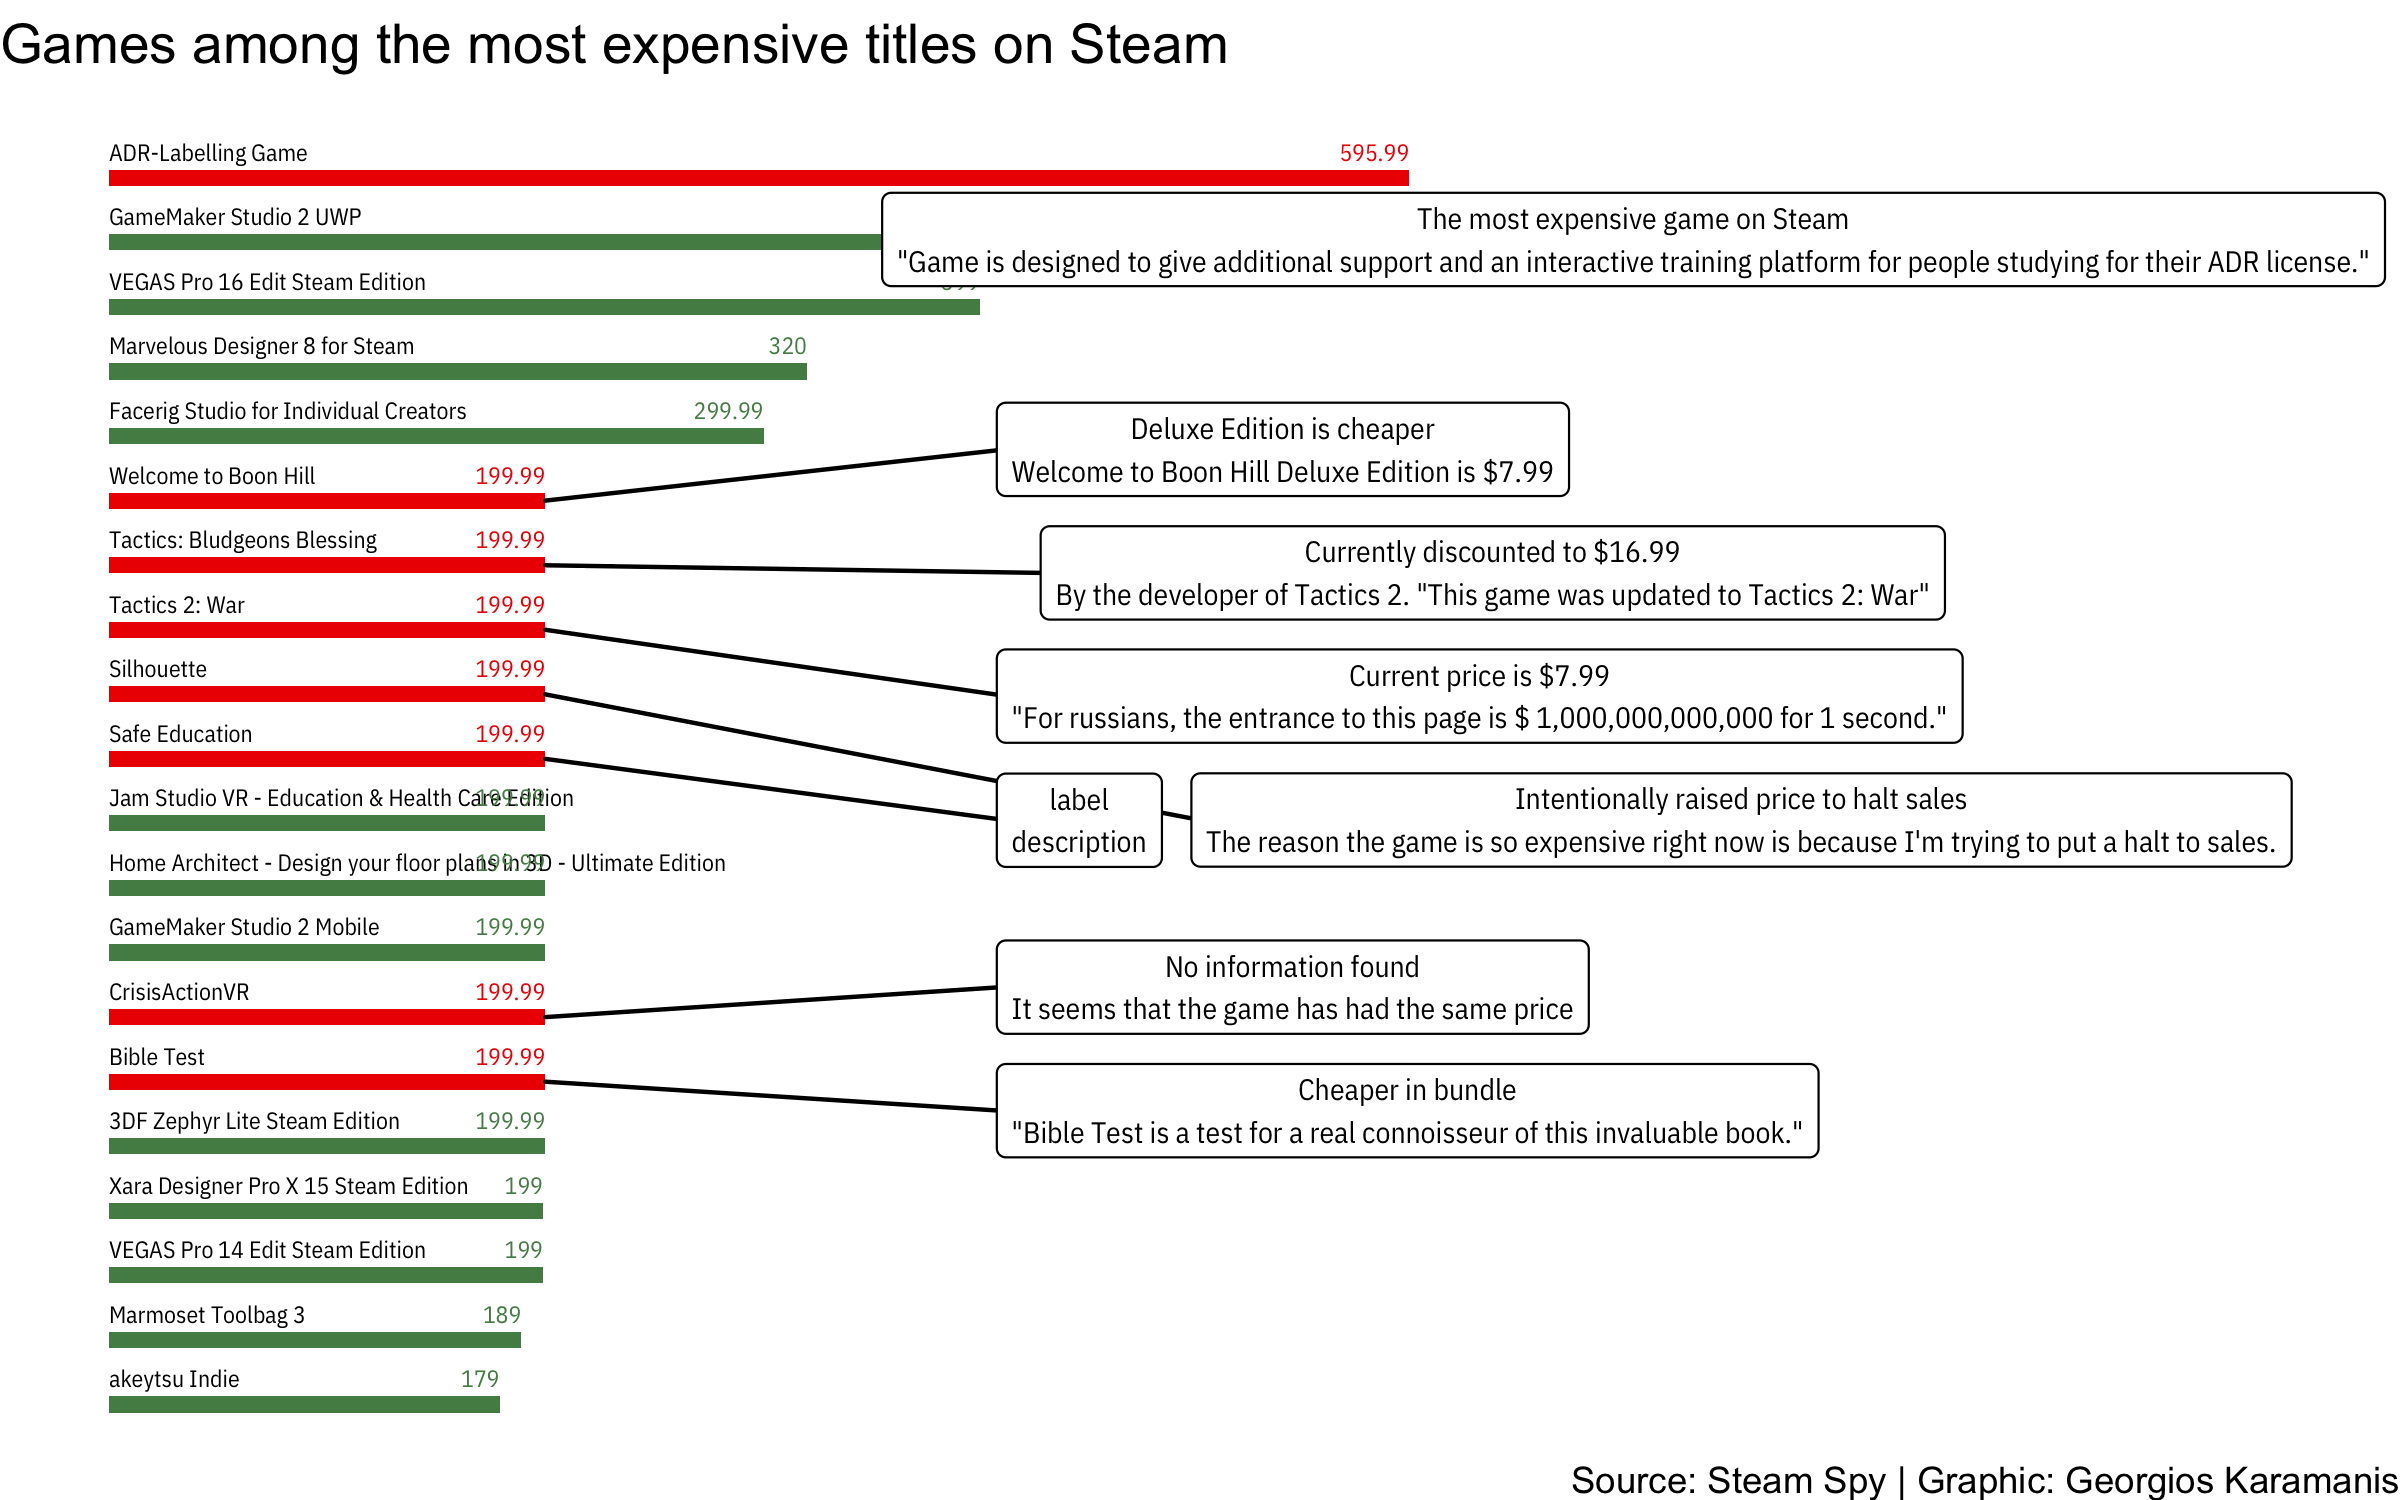 Games among the most expensive titles on Steam
ADR-Labelling Game 595.99
GameMaker Studio 2 UWP
The most expensive game on Steam
"Game is designed to give additional support and an interactive training platform for people studying for their ADR license."
VEGAS Pro 16 Edit Steam Edition
Marvelous Designer 8 for Steam 320
Facerig Studio for Individual Creators 299.99
Deluxe Edition is cheaper
Welcome to Boon Hill Deluxe Edition is $7.99
Welcome to Boon Hill 199.99
Tactics: Bludgeons Blessing 199.99
Currently discounted to $16.99
By the developer of Tactics 2. "This game was updated to Tactics 2: War"
Tactics 2: War 199.99
Silhouette 199.99
Current price is $7.99
"For russians, the entrance to this page is $ 1,000,000,000,000 for 1 second."
Safe Education 199.99
label
description
Intentionally raised price to halt sales
The reason the game is so expensive right now is because I'm trying to put a halt to sales.
Jam Studio VR - Education & Health Care Edition 199.99
Home Architect - Design your floor plans in 3D - Ultimate Edition 199.99
GameMaker Studio 2 Mobile 199.99
CrisisActionVR 199.99
No information found
It seems that the game has had the same price
Bible Test 199.99
Cheaper in bundle
"Bible Test is a test for a real connoisseur of this invaluable book."
3DF Zephyr Lite Steam Edition 199.99
Xara Designer Pro X 15 Steam Edition 199
VEGAS Pro 14 Edit Steam Edition 199
Marmoset Toolbag 3 189
akeytsu Indie 179
Source: Steam Spy | Graphic: Georgios Karamanis